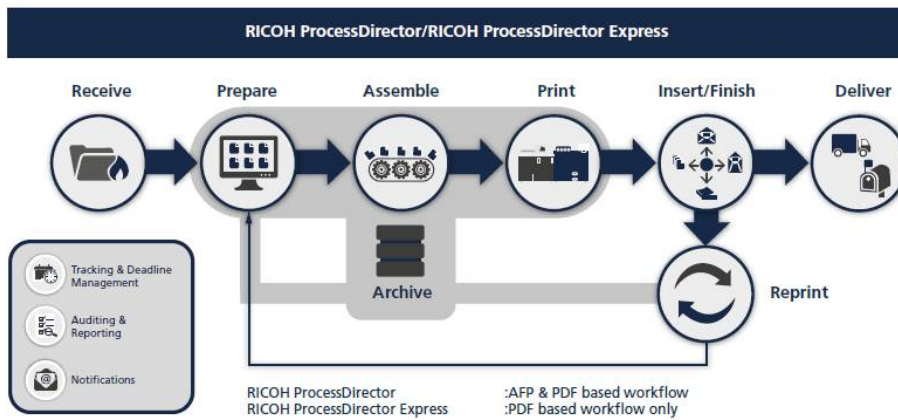 RICOH ProcessDirector/RICOH ProcessDirector Express
Receive
Prepare
Assemble
Print
Insert/Finish
Deliver
Tracking & Deadline
Management
Auditing &
Reporting
Notifications
Archive
Reprint
RICOH ProcessDirector :AFP & PDF based workflow
RICOH ProcessDirector Express :PDF based workflow only